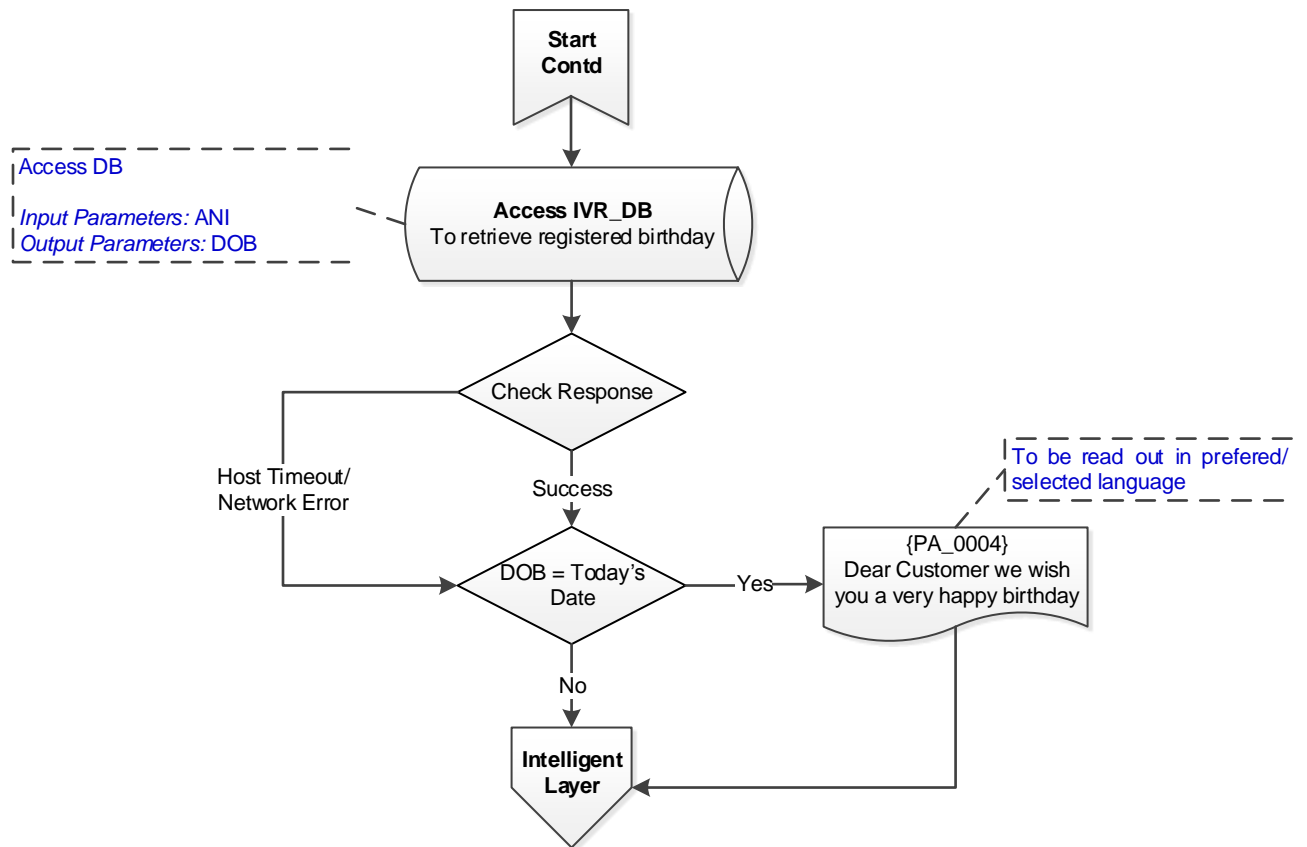 Start
Contd
Access DB
Input Parameters: ANI
Output Parameters: DOB
Access IVR_DB
To retrieve registered birthday
Check Response
Host Timeout/
Network Error
Success
To be read out in prefered/
selected language
DOB = Today's
Date
Yes
{PA_0004}
Dear Customer we wish
you a very happy birthday
No
Intelligent
Layer